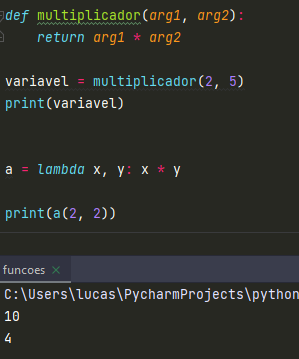 def multiplicador(arg1, arg2):
    return arg1 * arg2
variavel = multiplicador(2, 5)
print(variavel)
a = lambda x, y: x * y
print(a(2, 2))
funcoes ×
C:\Users\lucas\PycharmProjects\python
10
4